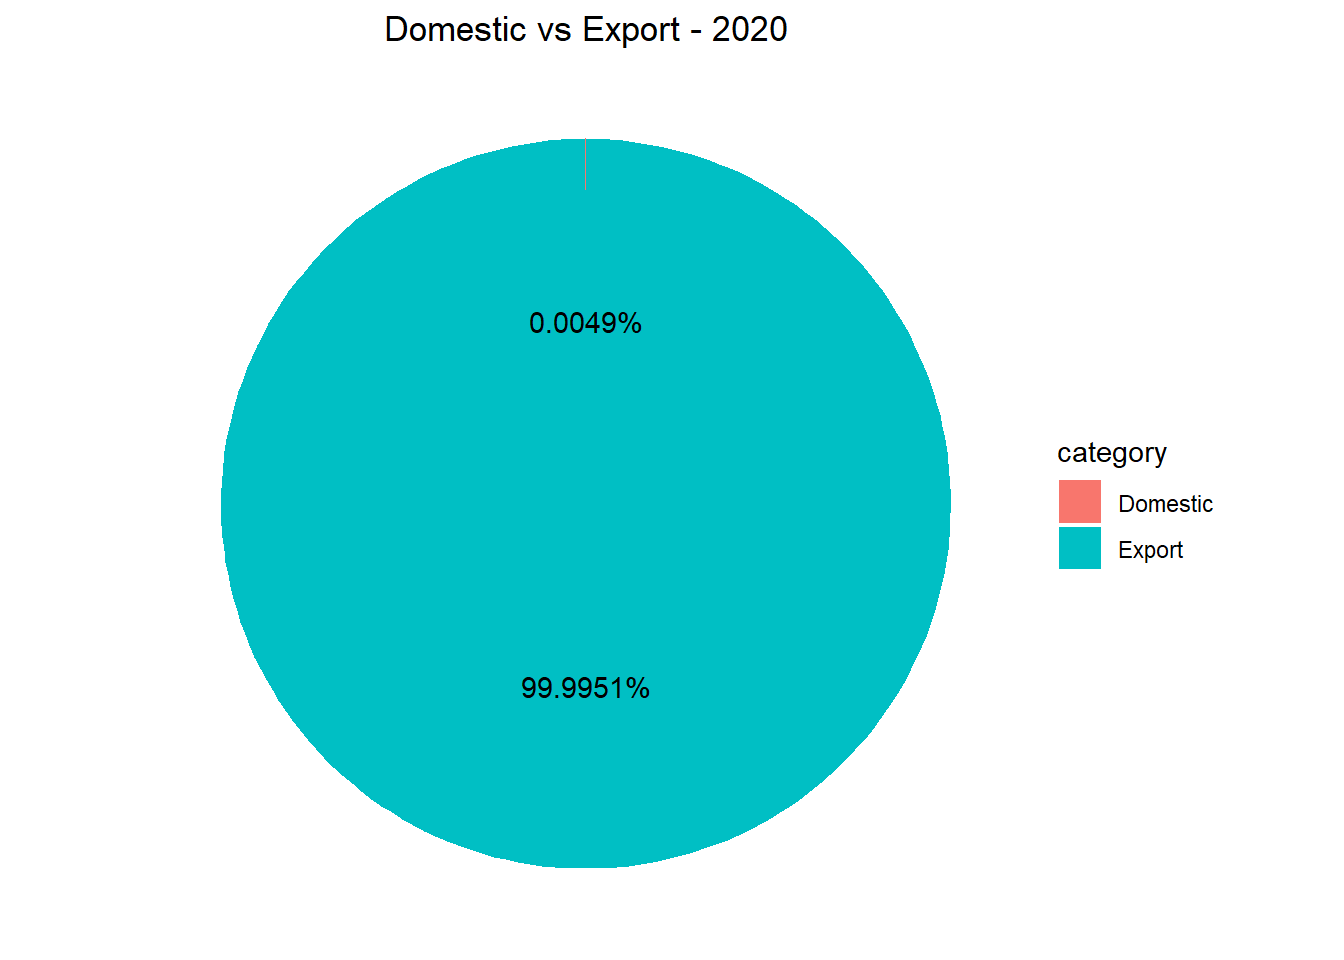 Domestic vs Export - 2020
0.0049%
99.9951%
category
Domestic
Export